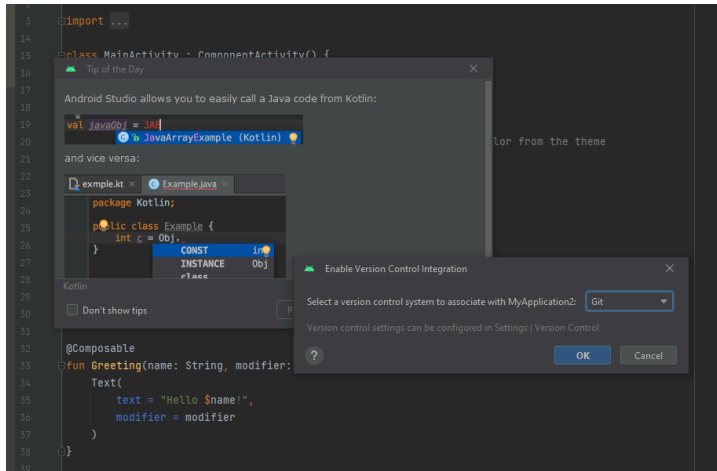 3 import ...
14
15 class MainActivity : ComponentActivity() {
16 Tip of the Day
17
18 Android Studio allows you to easily call a Java code from Kotlin:
19 val javaObj = JAE
20 JavaArrayExample (Kotlin) lor from the theme
21 and vice versa:
22
23 exmple.kt Example.java
24 package Kotlin;
25 public class Example {
26 int c = Obj.
} CONST
27 INSTANCE Obj
28 class
Kotlin
29
30 Don't show tips P
31
Enable Version Control Integration
Select a version control system to associate with MyApplication2: Git
Version control settings can be configured in Settings | Version Control
? OK Cancel
32 @Composable
33 fun Greeting(name: String, modifier:
34 Text(
35 text = "Hello $name!",
36 modifier = modifier
37 )
38 }
39